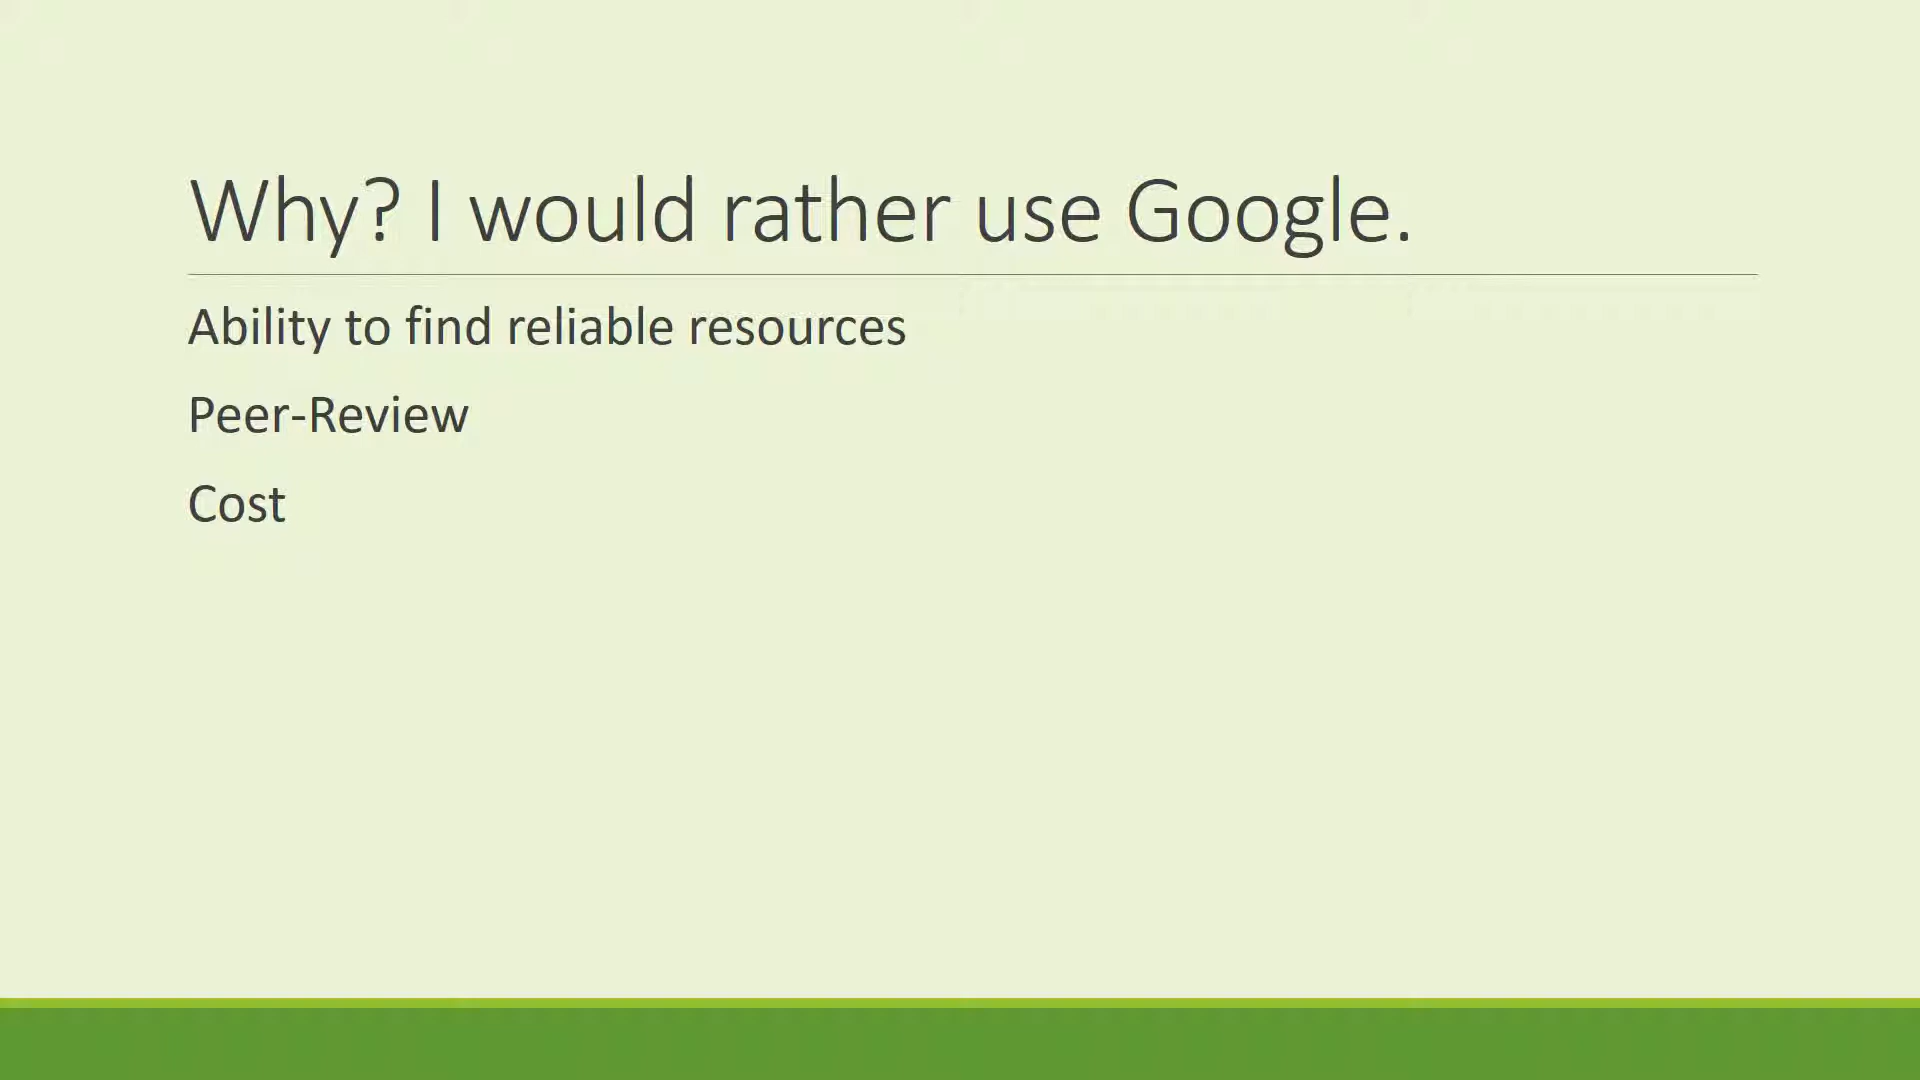 Why? I would rather use Google.
Ability to find reliable resources
Peer-Review
Cost